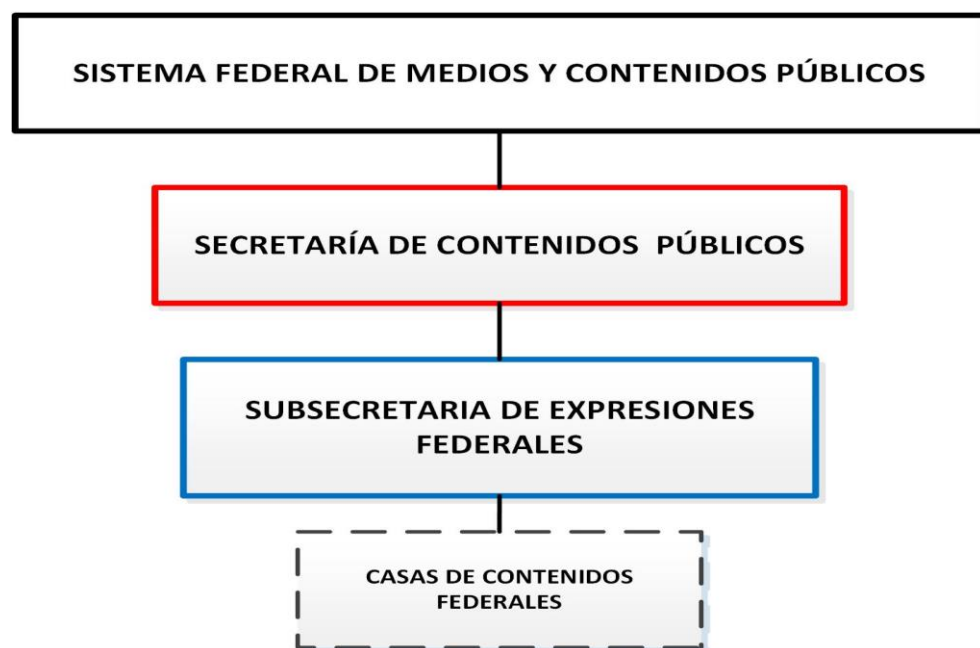 SISTEMA FEDERAL DE MEDIOS Y CONTENIDOS PÚBLICOS
SECRETARÍA DE CONTENIDOS PÚBLICOS
SUBSECRETARIA DE EXPRESIONES
FEDERALES
CASAS DE CONTENIDOS
FEDERALES